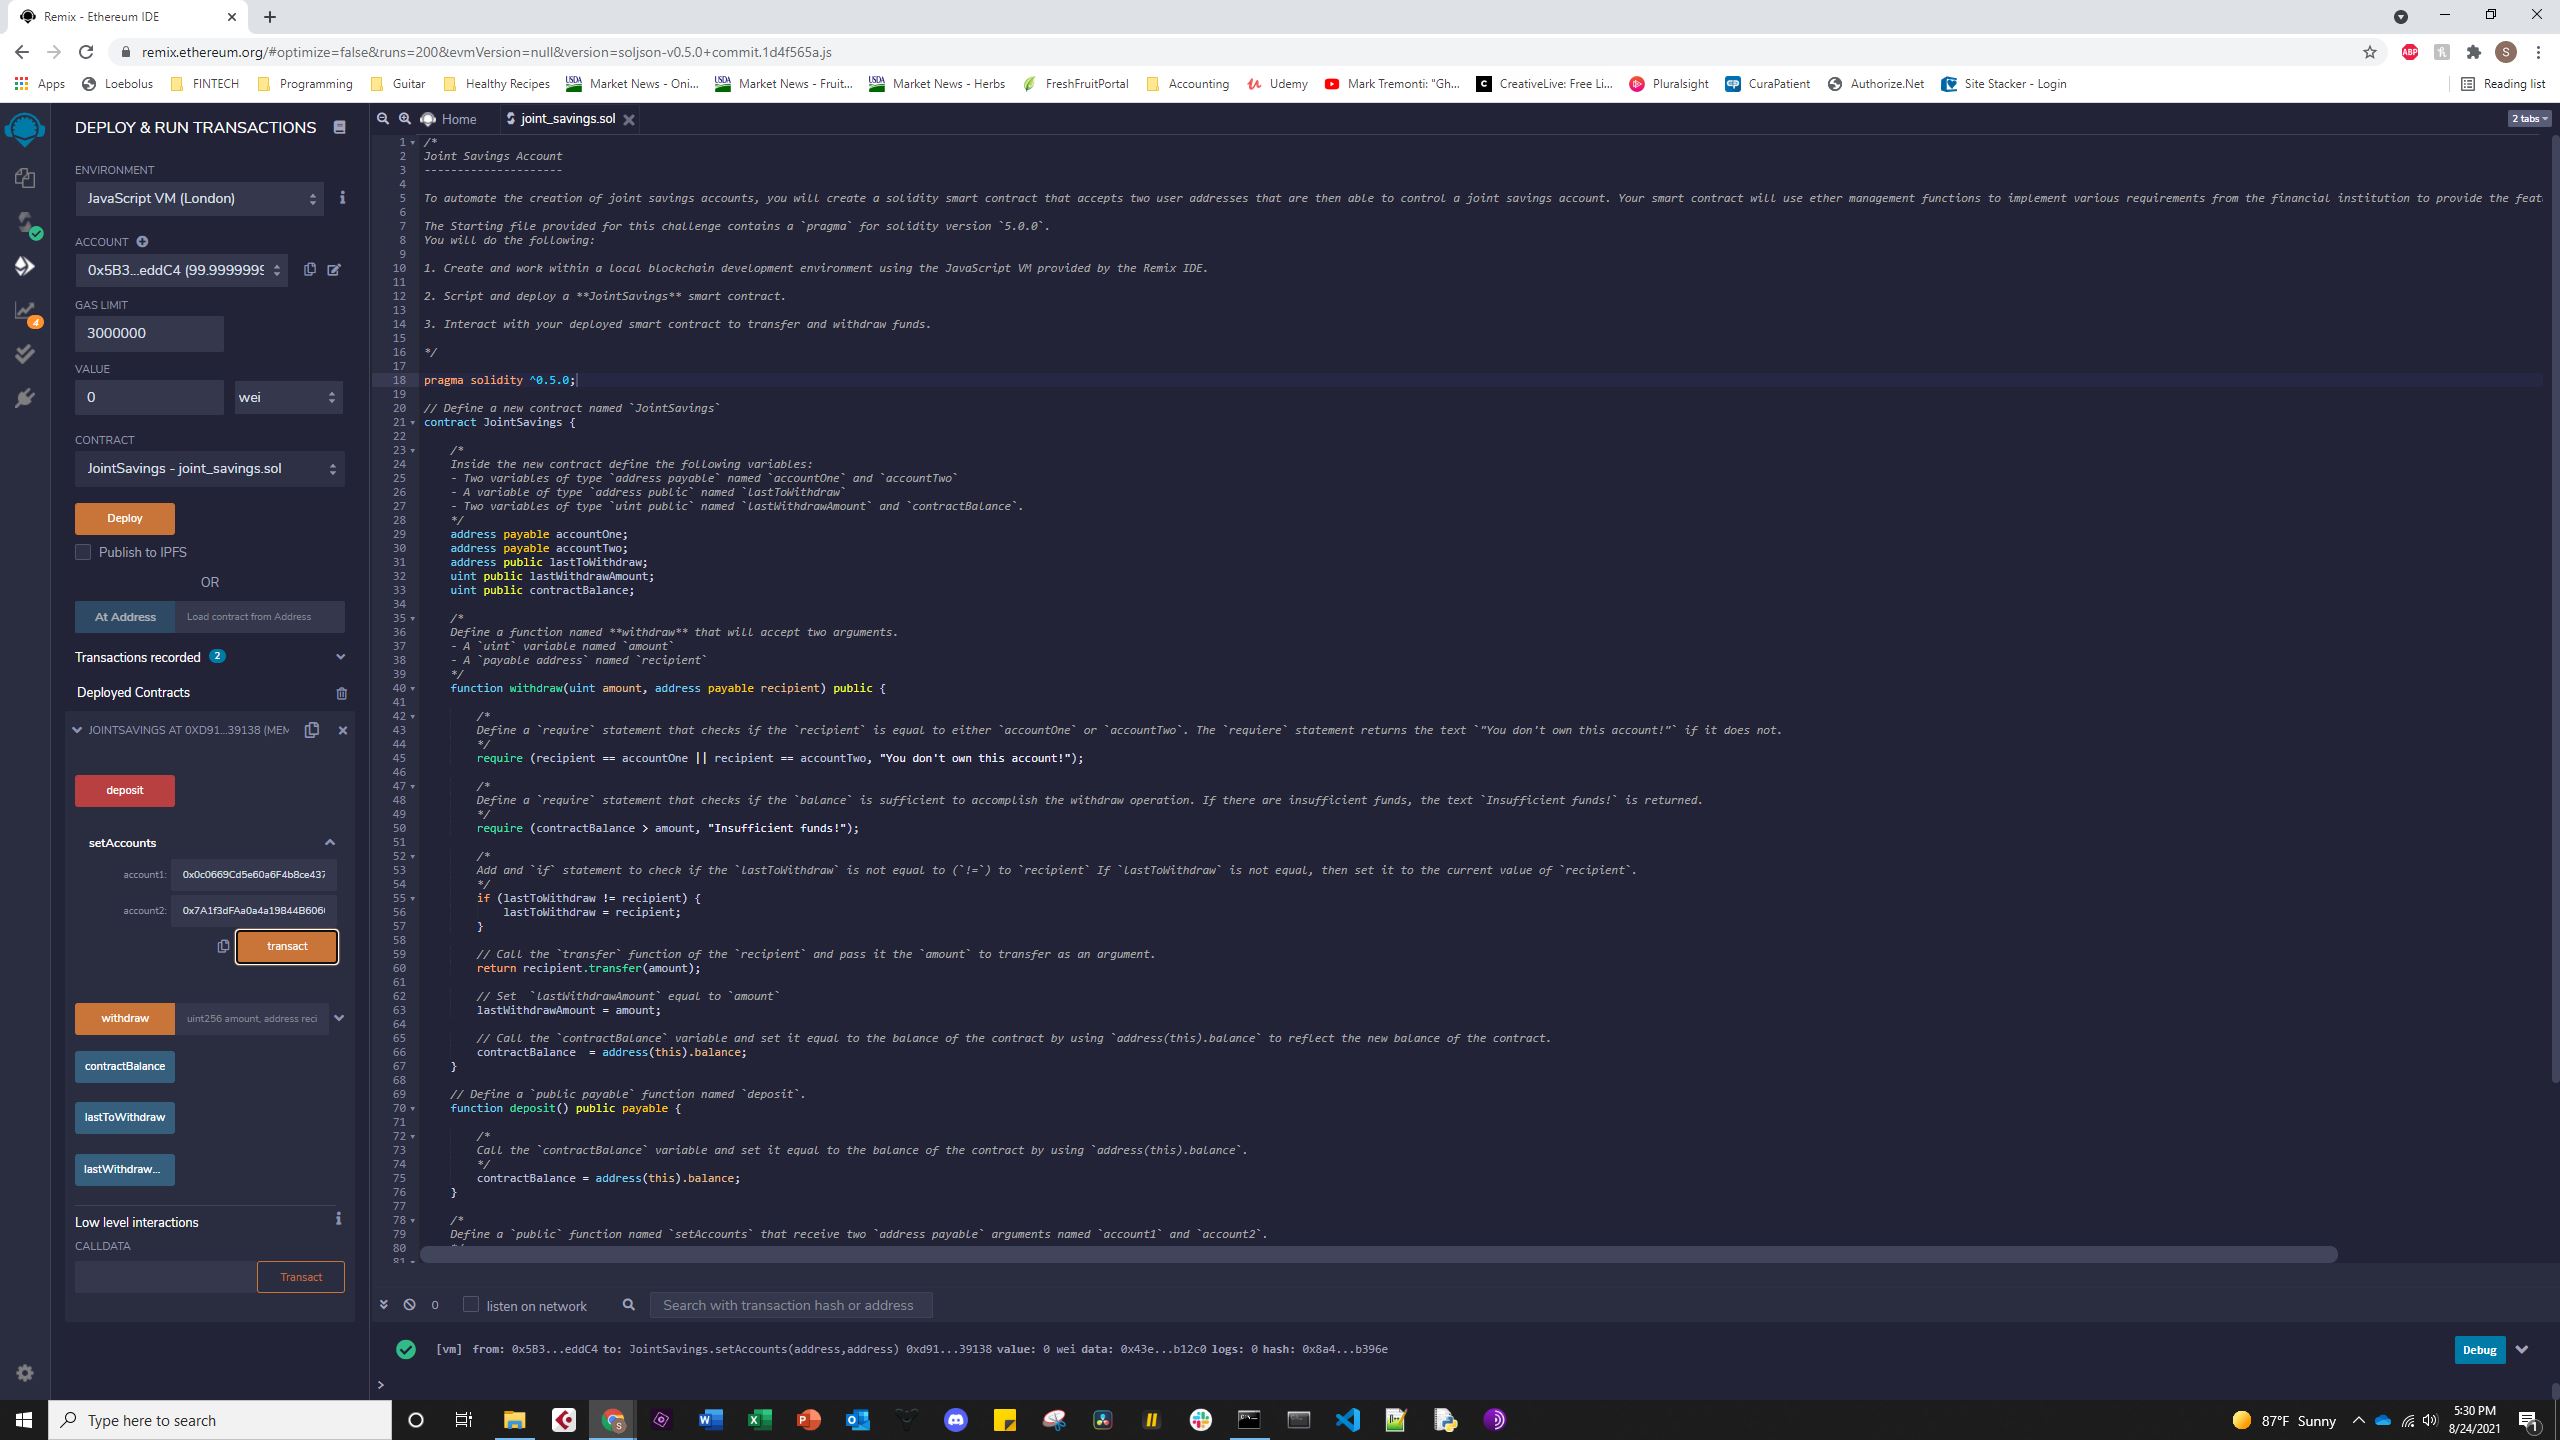 Remix - Ethereum IDE
remix.ethereum.org/#optimize=false&runs=200&evmVersion=null&version=soljson-v0.5.0+commit.1d4f565a.js
ABP
S
Apps Loebolus FINTECH Programming Guitar Healthy Recipes USDA Market News - Oni... USDA Market News - Fruit... USDA Market News - Herbs FreshFruitPortal Accounting Udemy Mark Tremonti: "Gh... CreativeLive: Free Li... Pluralsight CuraPatient Authorize.Net Site Stacker - Login Reading list
DEPLOY & RUN TRANSACTIONS
ENVIRONMENT
JavaScript VM (London)
ACCOUNT
0x5B3...eddC4 (99.9999999
GAS LIMIT
3000000
VALUE
0 wei
CONTRACT
JointSavings - joint_savings.sol
Deploy
Publish to IPFS
OR
At Address Load contract from Address
Transactions recorded 2
Deployed Contracts
JOINTSAVINGS AT 0XD91...39138 (MEM
deposit
setAccounts
account1: 0x0c0669Cd5e60a6F4b8ce437
account2: 0x7A1f3dFAa0a4a19844B606
transact
withdraw uint256 amount, address reci
contractBalance
lastToWithdraw
lastWithdraw...
Low level interactions
CALLDATA
Transact
4
Home joint_savings.sol 2 tabs
1 /*
2 Joint Savings Account
3 ---------------------
4
5 To automate the creation of joint savings accounts, you will create a solidity smart contract that accepts two user addresses that are then able to control a joint savings account. Your smart contract will use ether management functions to implement various requirements from the financial institution to provide the feat
6
7 The Starting file provided for this challenge contains a `pragma` for solidity version `5.0.0`.
8 You will do the following:
9
10 1. Create and work within a local blockchain development environment using the JavaScript VM provided by the Remix IDE.
11
12 2. Script and deploy a **JointSavings** smart contract.
13
14 3. Interact with your deployed smart contract to transfer and withdraw funds.
15
16 */
17
18 pragma solidity ^0.5.0;
19
20 // Define a new contract named `JointSavings`
21 contract JointSavings {
22
23 /*
24 Inside the new contract define the following variables:
25 - Two variables of type `address payable` named `accountOne` and `accountTwo`
26 - A variable of type `address public` named `lastToWithdraw`
27 - Two variables of type `uint public` named `lastWithdrawAmount` and `contractBalance`.
28 */
29 address payable accountOne;
30 address payable accountTwo;
31 address public lastToWithdraw;
32 uint public lastWithdrawAmount;
33 uint public contractBalance;
34
35 /*
36 Define a function named **withdraw** that will accept two arguments.
37 - A `uint` variable named `amount`
38 - A `payable address` named `recipient`
39 */
40 function withdraw(uint amount, address payable recipient) public {
41
42 /*
43 Define a `require` statement that checks if the `recipient` is equal to either `accountOne` or `accountTwo`. The `requiere` statement returns the text `"You don't own this account!"` if it does not.
44 */
45 require (recipient == accountOne || recipient == accountTwo, "You don't own this account!");
46
47 /*
48 Define a `require` statement that checks if the `balance` is sufficient to accomplish the withdraw operation. If there are insufficient funds, the text `Insufficient funds!` is returned.
49 */
50 require (contractBalance > amount, "Insufficient funds!");
51
52 /*
53 Add and `if` statement to check if the `lastToWithdraw` is not equal to (`!=`) to `recipient` If `lastToWithdraw` is not equal, then set it to the current value of `recipient`.
54 */
55 if (lastToWithdraw != recipient) {
56 lastToWithdraw = recipient;
57 }
58
59 // Call the `transfer` function of the `recipient` and pass it the `amount` to transfer as an argument.
60 return recipient.transfer(amount);
61
62 // Set  `lastWithdrawAmount` equal to `amount`
63 lastWithdrawAmount = amount;
64
65 // Call the `contractBalance` variable and set it equal to the balance of the contract by using `address(this).balance` to reflect the new balance of the contract.
66 contractBalance  = address(this).balance;
67 }
68
69 // Define a `public payable` function named `deposit`.
70 function deposit() public payable {
71
72 /*
73 Call the `contractBalance` variable and set it equal to the balance of the contract by using `address(this).balance`.
74 */
75 contractBalance = address(this).balance;
76 }
77
78 /*
79 Define a `public` function named `setAccounts` that receive two `address payable` arguments named `account1` and `account2`.
80 */
81
0 listen on network Search with transaction hash or address
[vm] from: 0x5B3...eddC4 to: JointSavings.setAccounts(address,address) 0xd91...39138 value: 0 wei data: 0x43e...b12c0 logs: 0 hash: 0x8a4...b396e
Debug
>
Type here to search
87°F Sunny
5:30 PM
8/24/2021
1